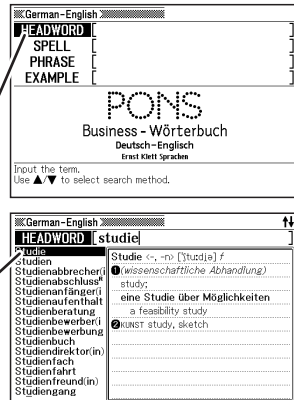 German-English
HEADWORD [
SPELL
PHRASE
EXAMPLE [ ]
PONS
Business - Wörterbuch
Deutsch-Englisch
Ernst Klett Sprachen
Input the term.
Use ▲/▼ to select search method.
German-English
HEADWORD [studie ]
Studie
Studien
Studienabbrecher(i
Studienabschluss
Studienanfänger(i
Studienaufenthalt
Studienberatung
Studienbewerber(i
Studienbewerbung
Studienbuch
Studiendirektor(in)
Studienfach
Studienfahrt
Studienfreund(in)
Studiengang
Studie <-, -n> [ˈʃtuːdi̯ə] f
❶(wissenschaftliche Abhandlung)
study;
eine Studie über Möglichkeiten
a feasibility study
❷KUNST study, sketch